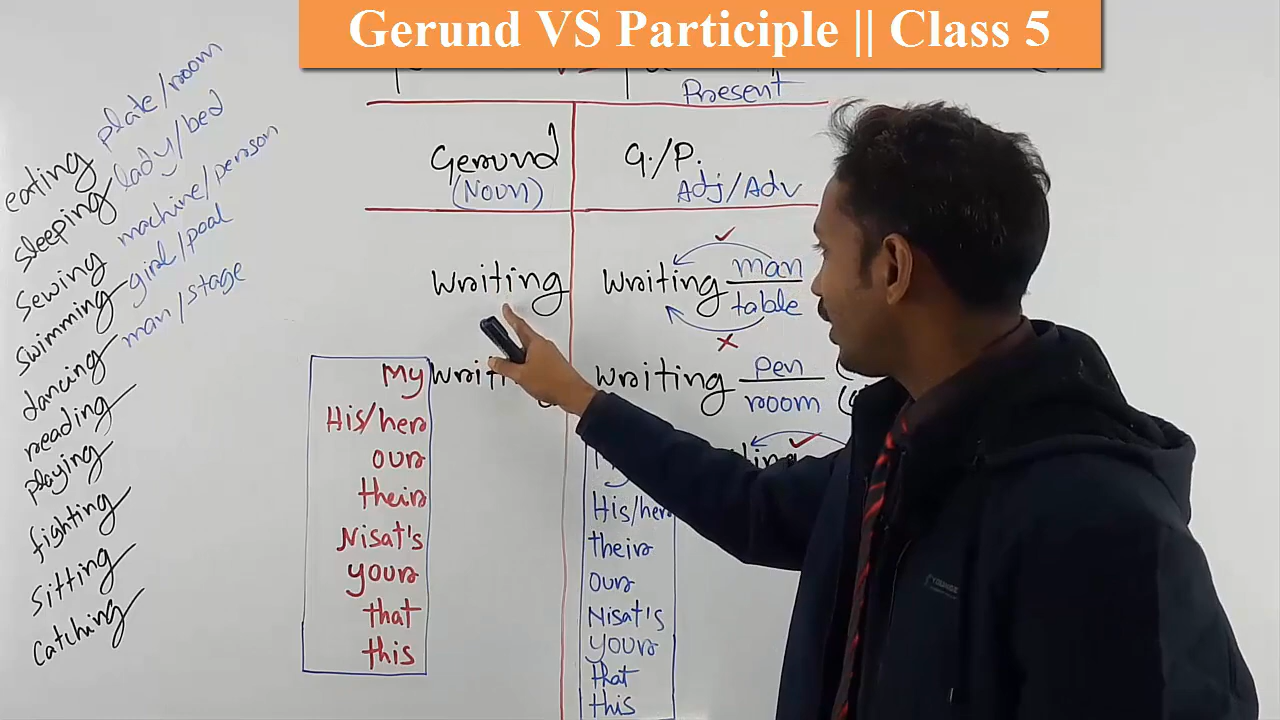 Gerund VS Participle || Class 5
Present
Gerund
(Noun)
G./P.
Adj/Adv
eating plate/room
sleeping lady/bed
sewing machine/person
swimming girl/pool
dancing man/stage
reading
playing
fighting
sitting
catching
writing
writing man
table
My
writing pen
room
His/her
our
their
Nisat's
your
that
this
His/her
their
our
Nisat's
your
that
this